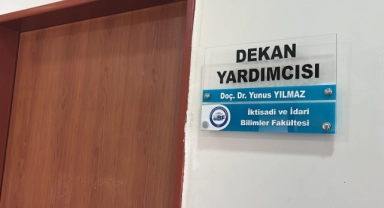 DEKAN
YARDIMCISI
Doç. Dr. Yunus YILMAZ
İktisadi ve İdari
Bilimler Fakültesi